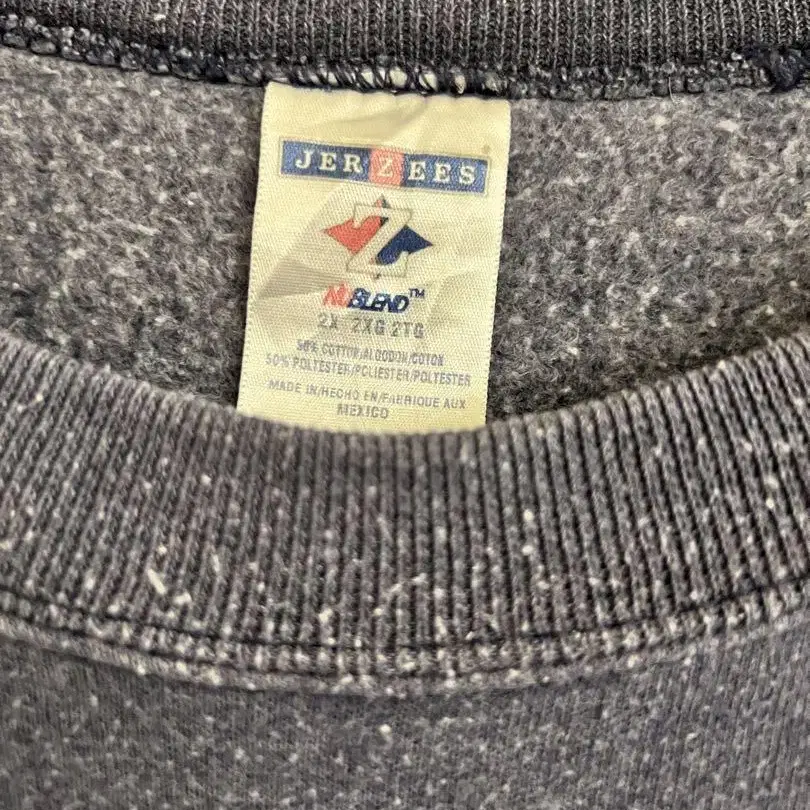 JERZEES
Z
NUBLEND™
2X 2XG 2TG
50% COTTON/ALGODON/COTON
50% POLYESTER/POLIESTER/POLYESTER
MADE IN/HECHO EN/FABRIQUE AUX
MEXICO